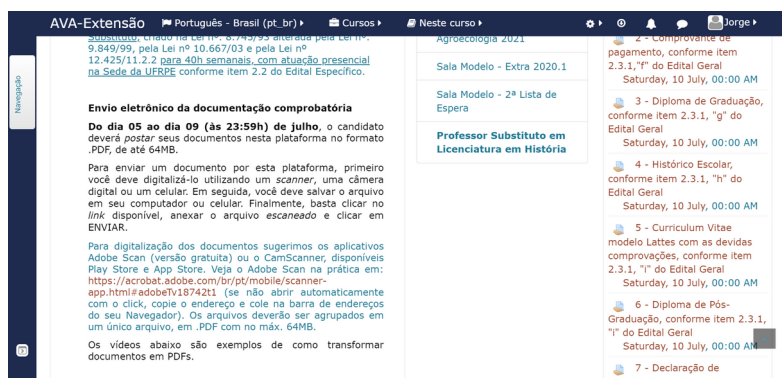 AVA-Extensão Português - Brasil (pt_br) Cursos Neste curso Jorge
Navegação
Substituto, criado na Lei nº. 8.745/93 alterada pela Lei nº.
9.849/99, pela Lei nº 10.667/03 e pela Lei nº
12.425/11.2.2 para 40h semanais, com atuação presencial
na Sede da UFRPE conforme item 2.2 do Edital Específico.
Envio eletrônico da documentação comprobatória
Do dia 05 ao dia 09 (às 23:59h) de julho, o candidato
deverá postar seus documentos nesta plataforma no formato
.PDF, de até 64MB.
Para enviar um documento por esta plataforma, primeiro
você deve digitalizá-lo utilizando um scanner, uma câmera
digital ou um celular. Em seguida, você deve salvar o arquivo
em seu computador ou celular. Finalmente, basta clicar no
link disponível, anexar o arquivo escaneado e clicar em
ENVIAR.
Para digitalização dos documentos sugerimos os aplicativos
Adobe Scan (versão gratuita) ou o CamScanner, disponíveis
Play Store e App Store. Veja o Adobe Scan na prática em:
https://acrobat.adobe.com/br/pt/mobile/scanner-
app.html#adobeTv18742t1 (se não abrir automaticamente
com o click, copie o endereço e cole na barra de endereços
do seu Navegador). Os arquivos deverão ser agrupados em
um único arquivo, em .PDF com no máx. 64MB.
Os vídeos abaixo são exemplos de como transformar
documentos em PDFs.
Agroecologia 2021
Sala Modelo - Extra 2020.1
Sala Modelo - 2ª Lista de
Espera
Professor Substituto em
Licenciatura em História
2 - Comprovante de
pagamento, conforme item
2.3.1,"f" do Edital Geral
Saturday, 10 July, 00:00 AM
3 - Diploma de Graduação,
conforme item 2.3.1, "g" do
Edital Geral
Saturday, 10 July, 00:00 AM
4 - Histórico Escolar,
conforme item 2.3.1, "h" do
Edital Geral
Saturday, 10 July, 00:00 AM
5 - Curriculum Vitae
modelo Lattes com as devidas
comprovações, conforme item
2.3.1, "i" do Edital Geral
Saturday, 10 July, 00:00 AM
6 - Diploma de Pós-
Graduação, conforme item 2.3.1,
"i" do Edital Geral
Saturday, 10 July, 00:00 AM
7 - Declaração de